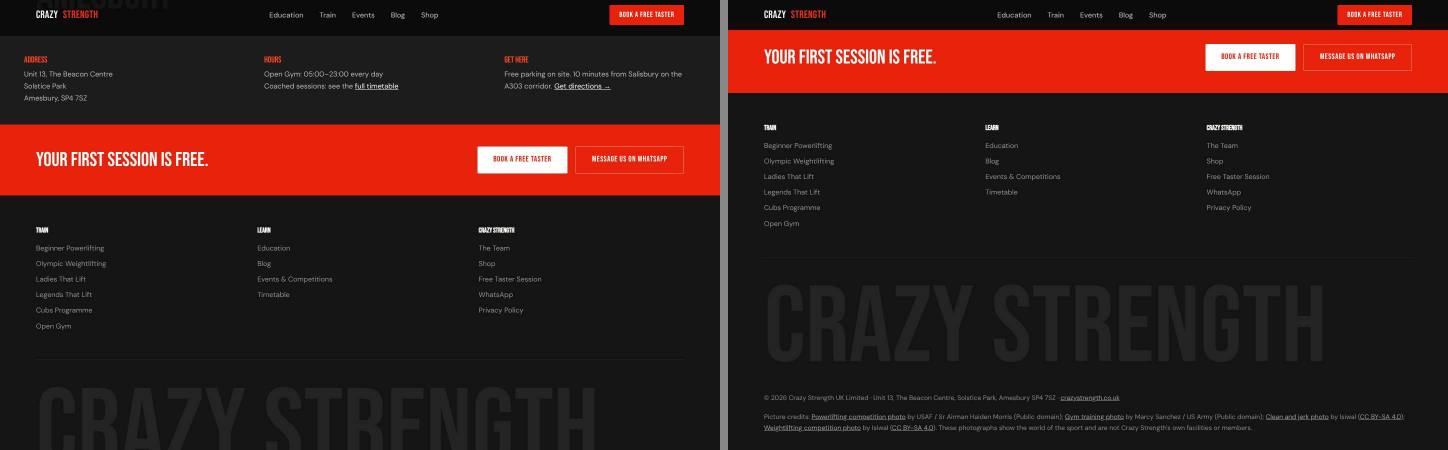 AMESBURY
CRAZY STRENGTH
Education Train Events Blog Shop
BOOK A FREE TASTER
ADDRESS
Unit 13, The Beacon Centre
Solstice Park
Amesbury, SP4 7SZ
HOURS
Open Gym: 05:00–23:00 every day
Coached sessions: see the full timetable
GET HERE
Free parking on site. 10 minutes from Salisbury on the
A303 corridor. Get directions →
YOUR FIRST SESSION IS FREE.
BOOK A FREE TASTER
MESSAGE US ON WHATSAPP
TRAIN
Beginner Powerlifting
Olympic Weightlifting
Ladies That Lift
Legends That Lift
Cubs Programme
Open Gym
LEARN
Education
Blog
Events & Competitions
Timetable
CRAZY STRENGTH
The Team
Shop
Free Taster Session
WhatsApp
Privacy Policy
CRAZY STRENGTH
CRAZY STRENGTH
Education Train Events Blog Shop
BOOK A FREE TASTER
YOUR FIRST SESSION IS FREE.
BOOK A FREE TASTER
MESSAGE US ON WHATSAPP
TRAIN
Beginner Powerlifting
Olympic Weightlifting
Ladies That Lift
Legends That Lift
Cubs Programme
Open Gym
LEARN
Education
Blog
Events & Competitions
Timetable
CRAZY STRENGTH
The Team
Shop
Free Taster Session
WhatsApp
Privacy Policy
CRAZY STRENGTH
© 2026 Crazy Strength UK Limited · Unit 13, The Beacon Centre, Solstice Park, Amesbury SP4 7SZ · crazystrength.co.uk
Picture credits: Powerlifting competition photo by USAF / Sr Airman Haiden Morris (Public domain); Gym training photo by Marcy Sanchez / US Army (Public domain); Clean and jerk photo by Isiwal (CC BY-SA 4.0);
Weightlifting competition photo by Isiwal (CC BY-SA 4.0). These photographs show the world of the sport and are not Crazy Strength's own facilities or members.